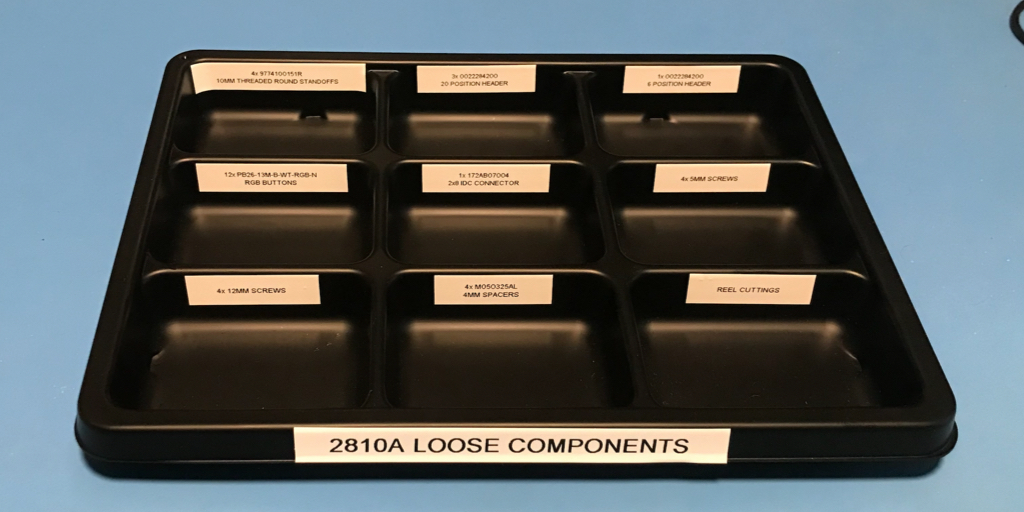 4x 9774100151R
10MM THREADED ROUND STANDOFFS
3x 0022284200
20 POSITION HEADER
1x 0022284200
6 POSITION HEADER
12x PB26-13M-B-WT-RGB-N
RGB BUTTONS
1x 172AB07004
2x8 IDC CONNECTOR
4x 5MM SCREWS
4x 12MM SCREWS
4x M050325AL
4MM SPACERS
REEL CUTTINGS
2810A LOOSE COMPONENTS